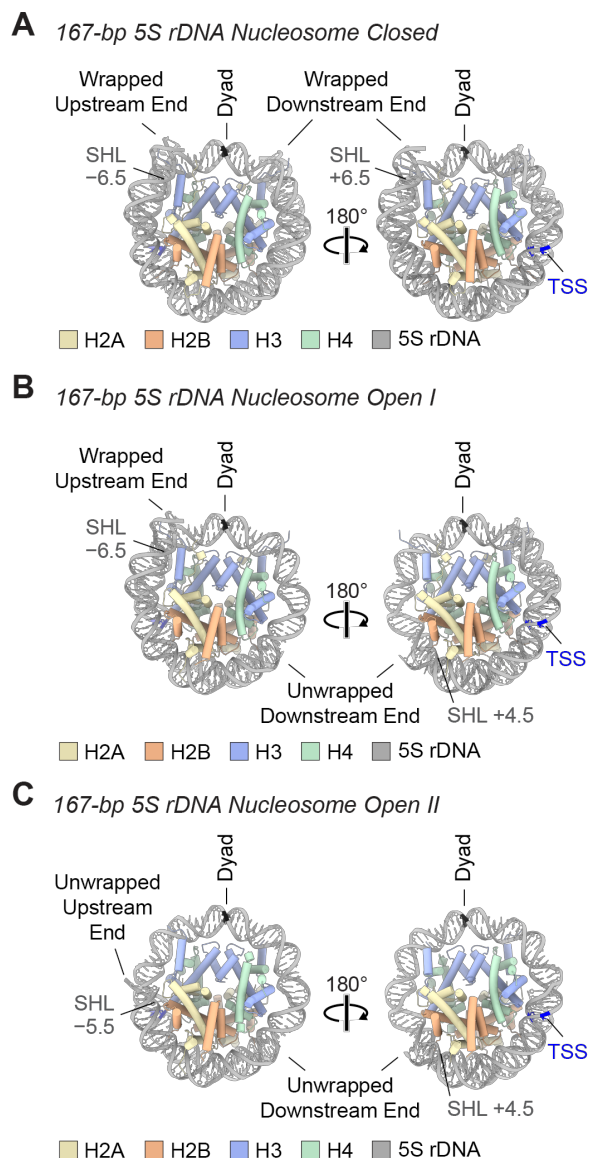 A
167-bp 5S rDNA Nucleosome Closed
Wrapped
Upstream End
Dyad
Wrapped
Downstream End
Dyad
SHL
−6.5
SHL
+6.5
180°
TSS
H2A
H2B
H3
H4
5S rDNA
B
167-bp 5S rDNA Nucleosome Open I
Wrapped
Upstream End
Dyad
Dyad
SHL
−6.5
180°
TSS
Unwrapped
Downstream End
SHL +4.5
H2A
H2B
H3
H4
5S rDNA
C
167-bp 5S rDNA Nucleosome Open II
Dyad
Dyad
Unwrapped
Upstream
End
SHL
−5.5
180°
TSS
Unwrapped
Downstream End
SHL +4.5
H2A
H2B
H3
H4
5S rDNA